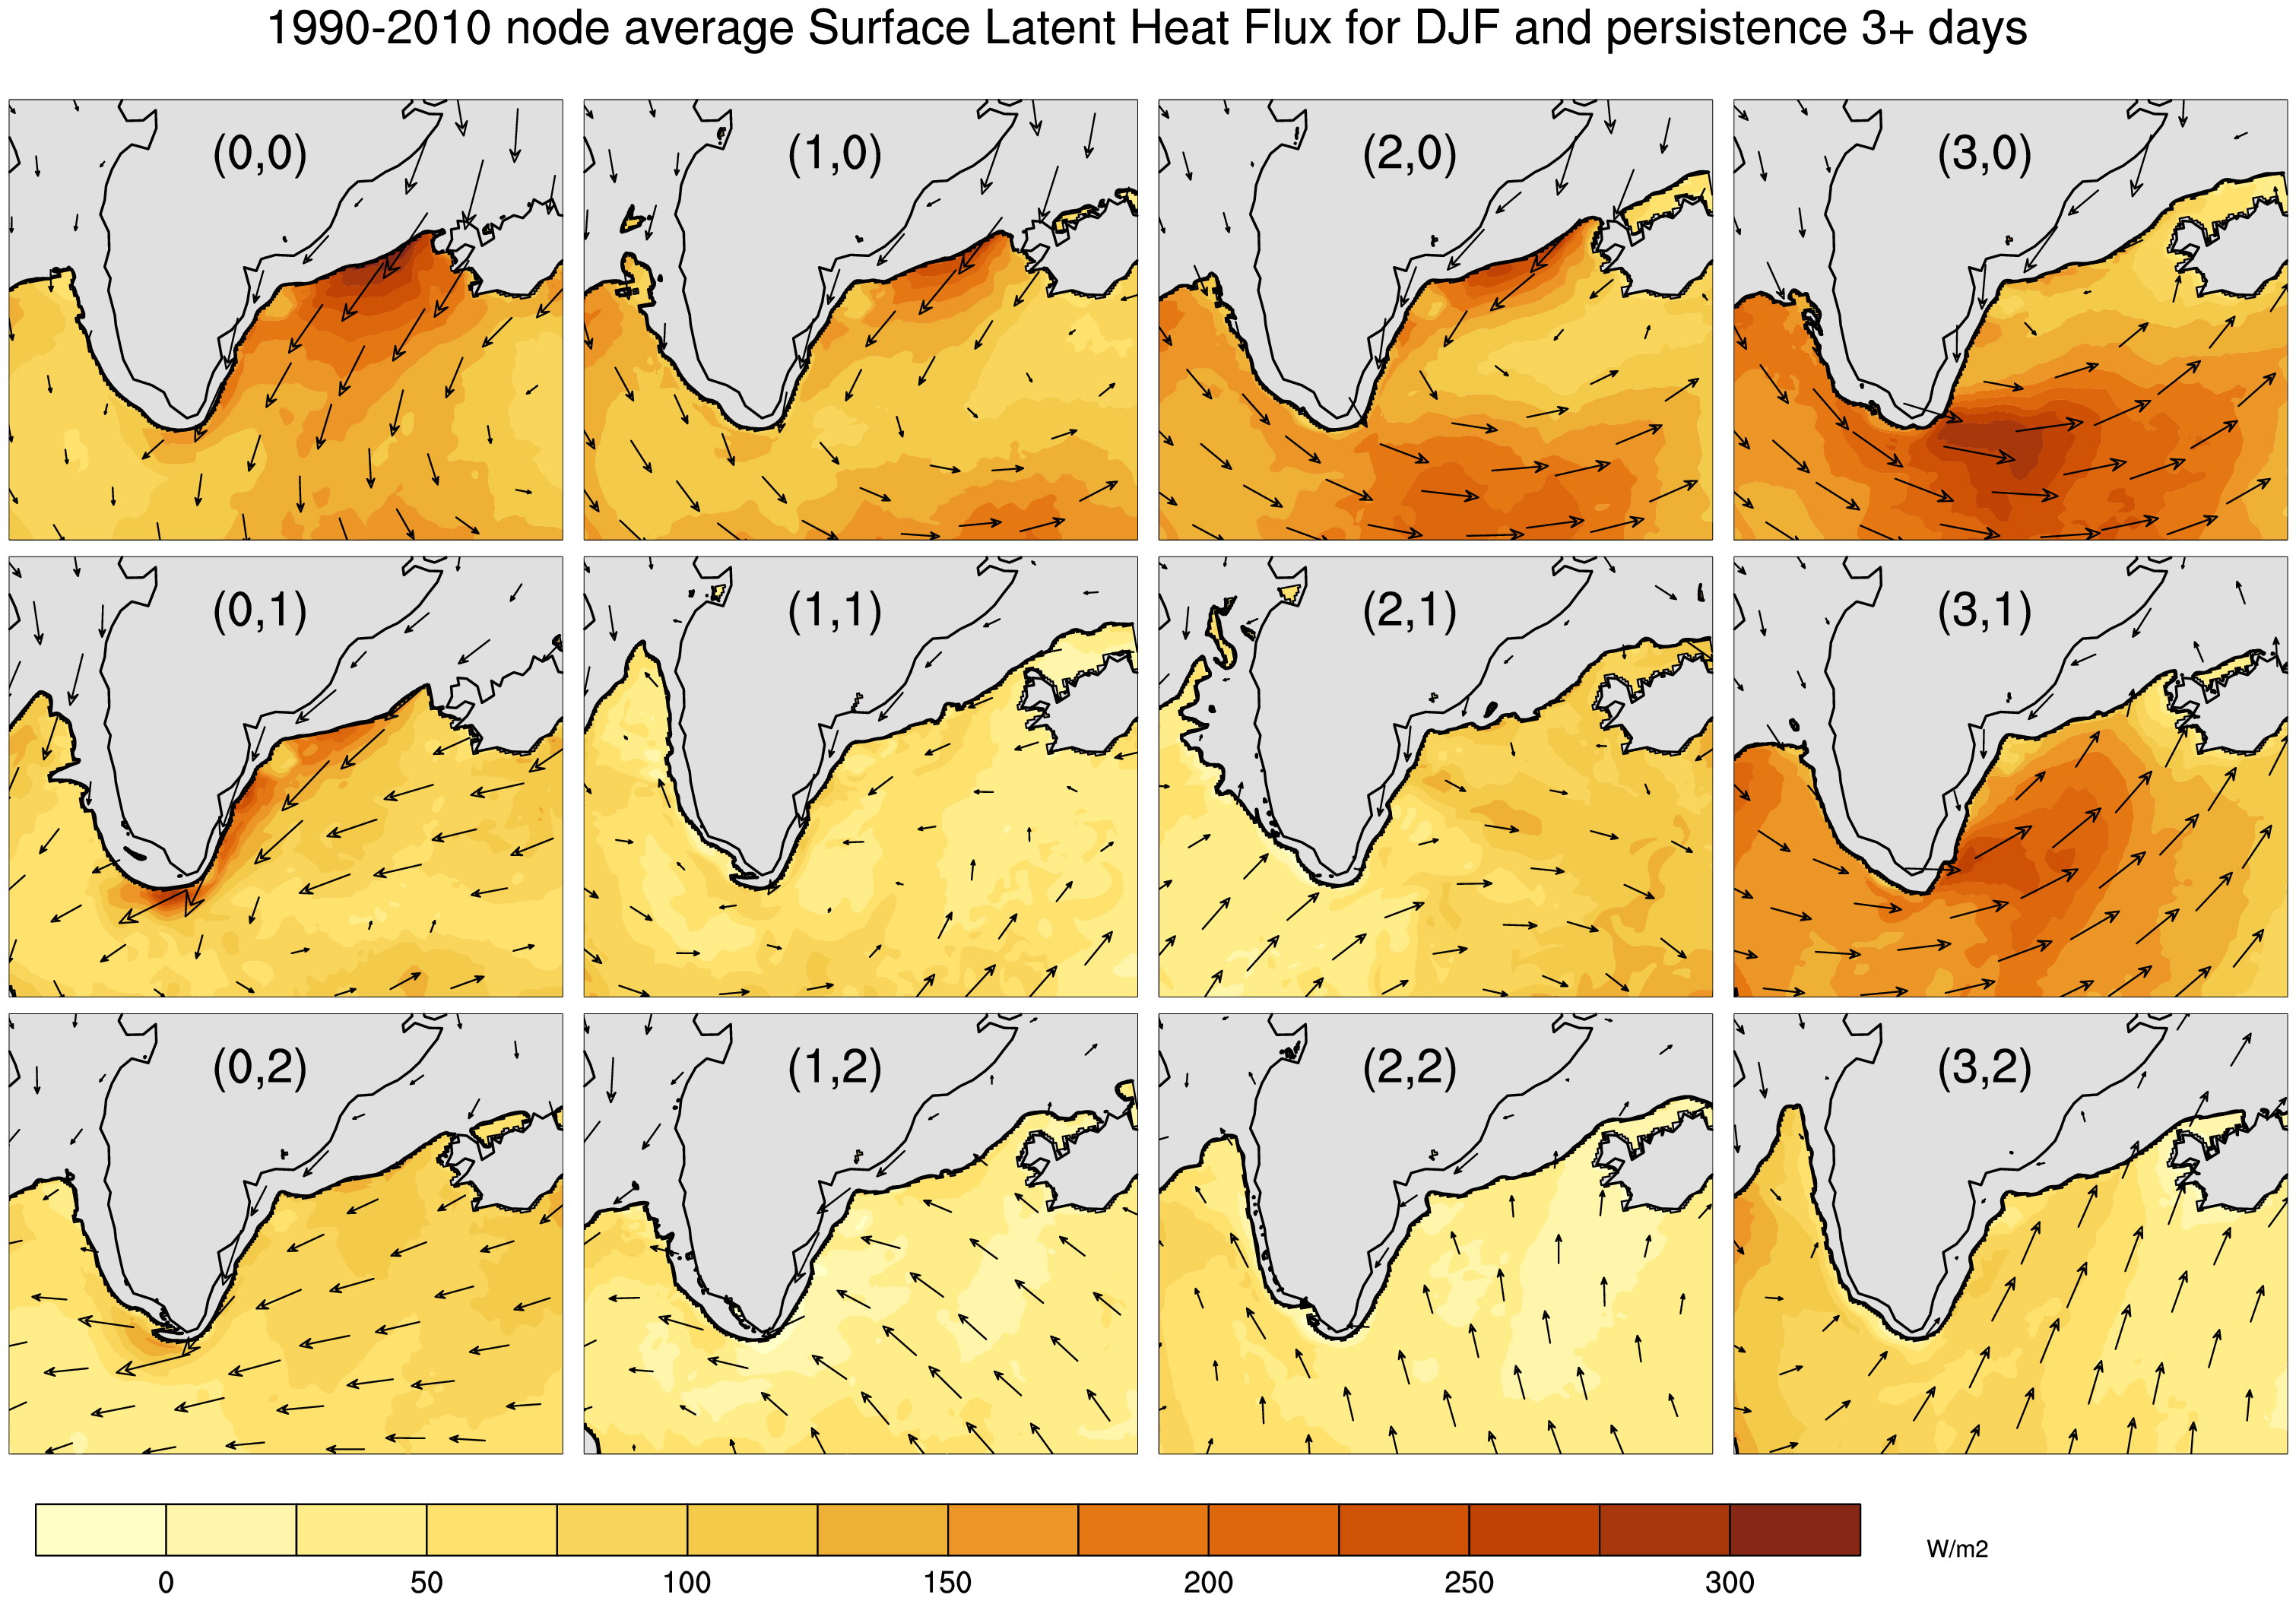 1990-2010 node average Surface Latent Heat Flux for DJF and persistence 3+ days
(0,0) (1,0) (2,0) (3,0)
(0,1) (1,1) (2,1) (3,1)
(0,2) (1,2) (2,2) (3,2)
W/m2
0 50 100 150 200 250 300